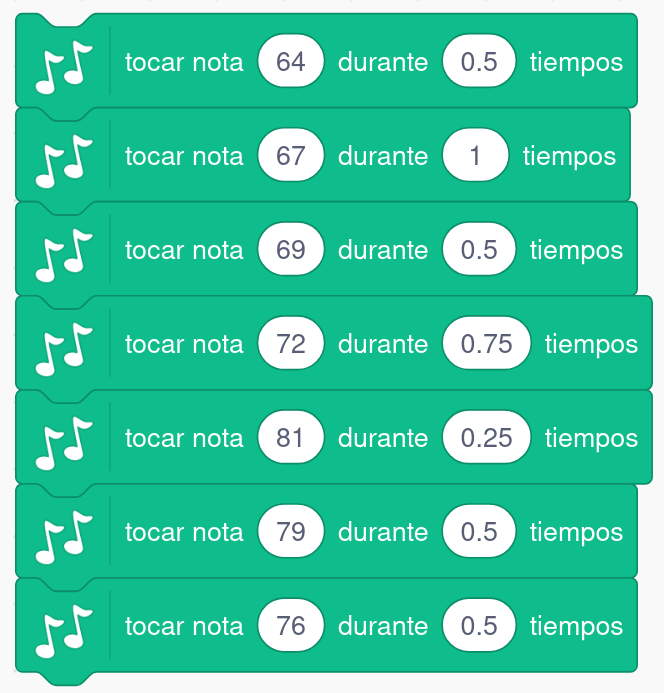 tocar nota 64 durante 0.5 tiempos
tocar nota 67 durante 1 tiempos
tocar nota 69 durante 0.5 tiempos
tocar nota 72 durante 0.75 tiempos
tocar nota 81 durante 0.25 tiempos
tocar nota 79 durante 0.5 tiempos
tocar nota 76 durante 0.5 tiempos